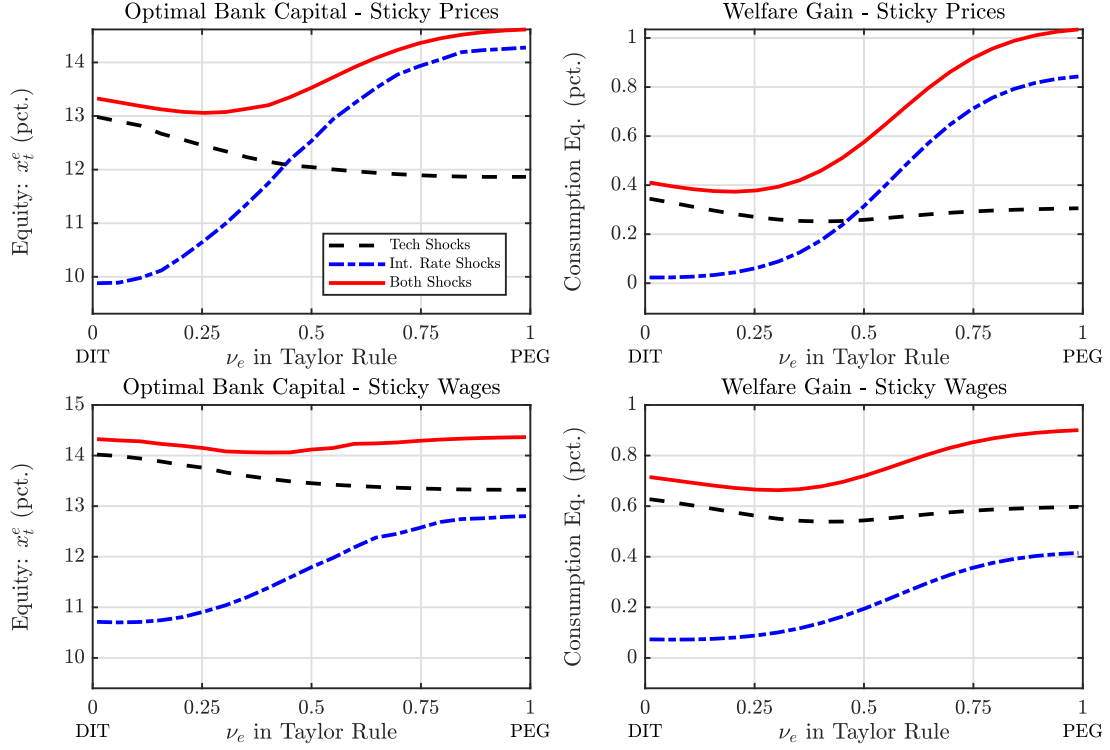 Optimal Bank Capital - Sticky Prices
Equity: x_t^e (pct.)
14
13
12
11
10
Tech Shocks
Int. Rate Shocks
Both Shocks
0 0.25 0.5 0.75 1
DIT ν_e in Taylor Rule PEG
Welfare Gain - Sticky Prices
Consumption Eq. (pct.)
1
0.8
0.6
0.4
0.2
0
0 0.25 0.5 0.75 1
DIT ν_e in Taylor Rule PEG
Optimal Bank Capital - Sticky Wages
Equity: x_t^e (pct.)
15
14
13
12
11
10
0 0.25 0.5 0.75 1
DIT ν_e in Taylor Rule PEG
Welfare Gain - Sticky Wages
Consumption Eq. (pct.)
1
0.8
0.6
0.4
0.2
0
0 0.25 0.5 0.75 1
DIT ν_e in Taylor Rule PEG